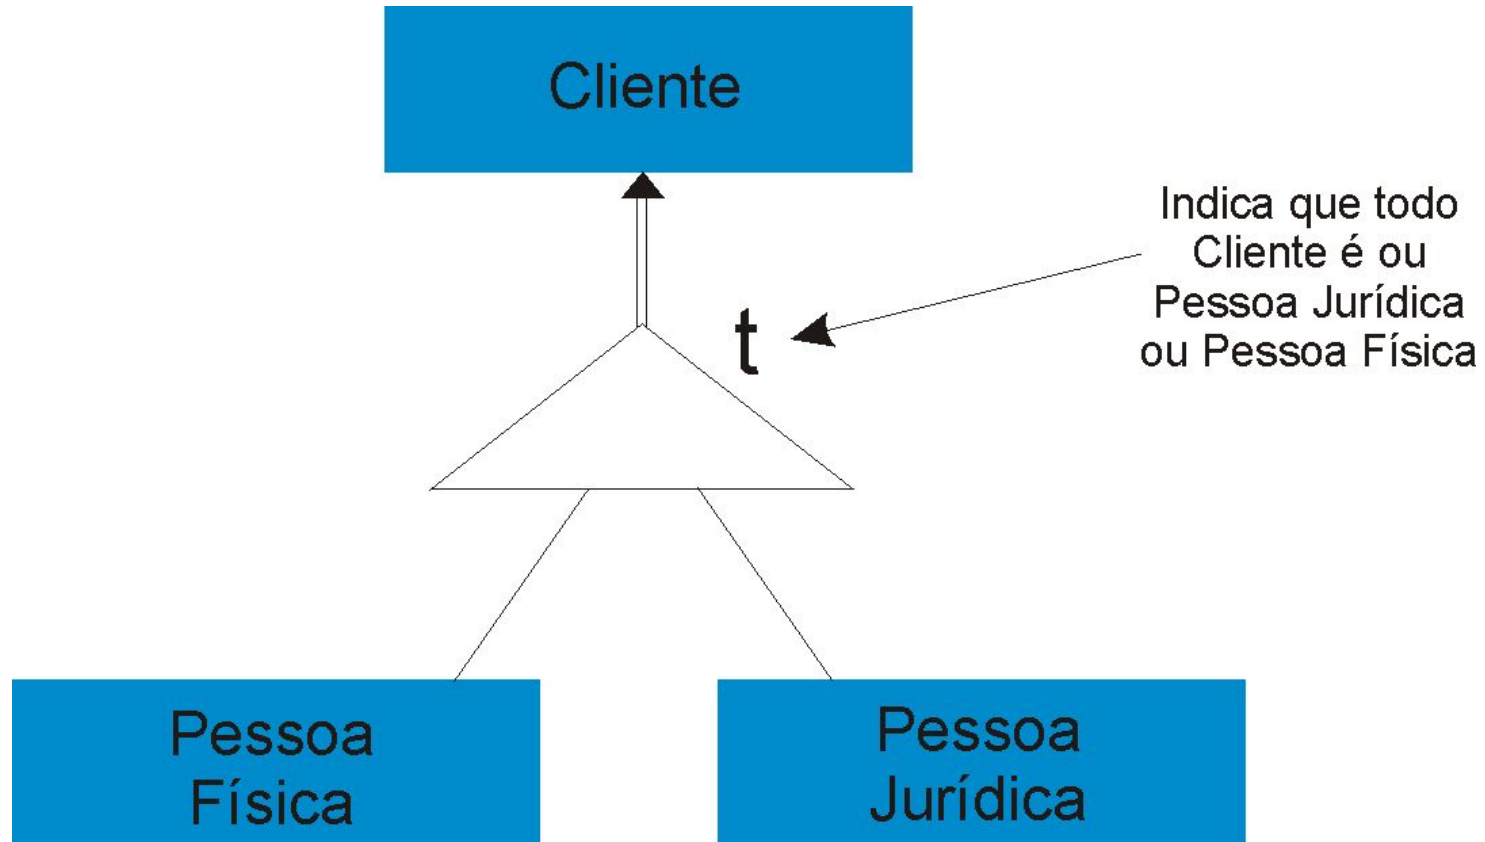 Cliente
Indica que todo
Cliente é ou
Pessoa Jurídica
ou Pessoa Física
t
Pessoa
Física
Pessoa
Jurídica